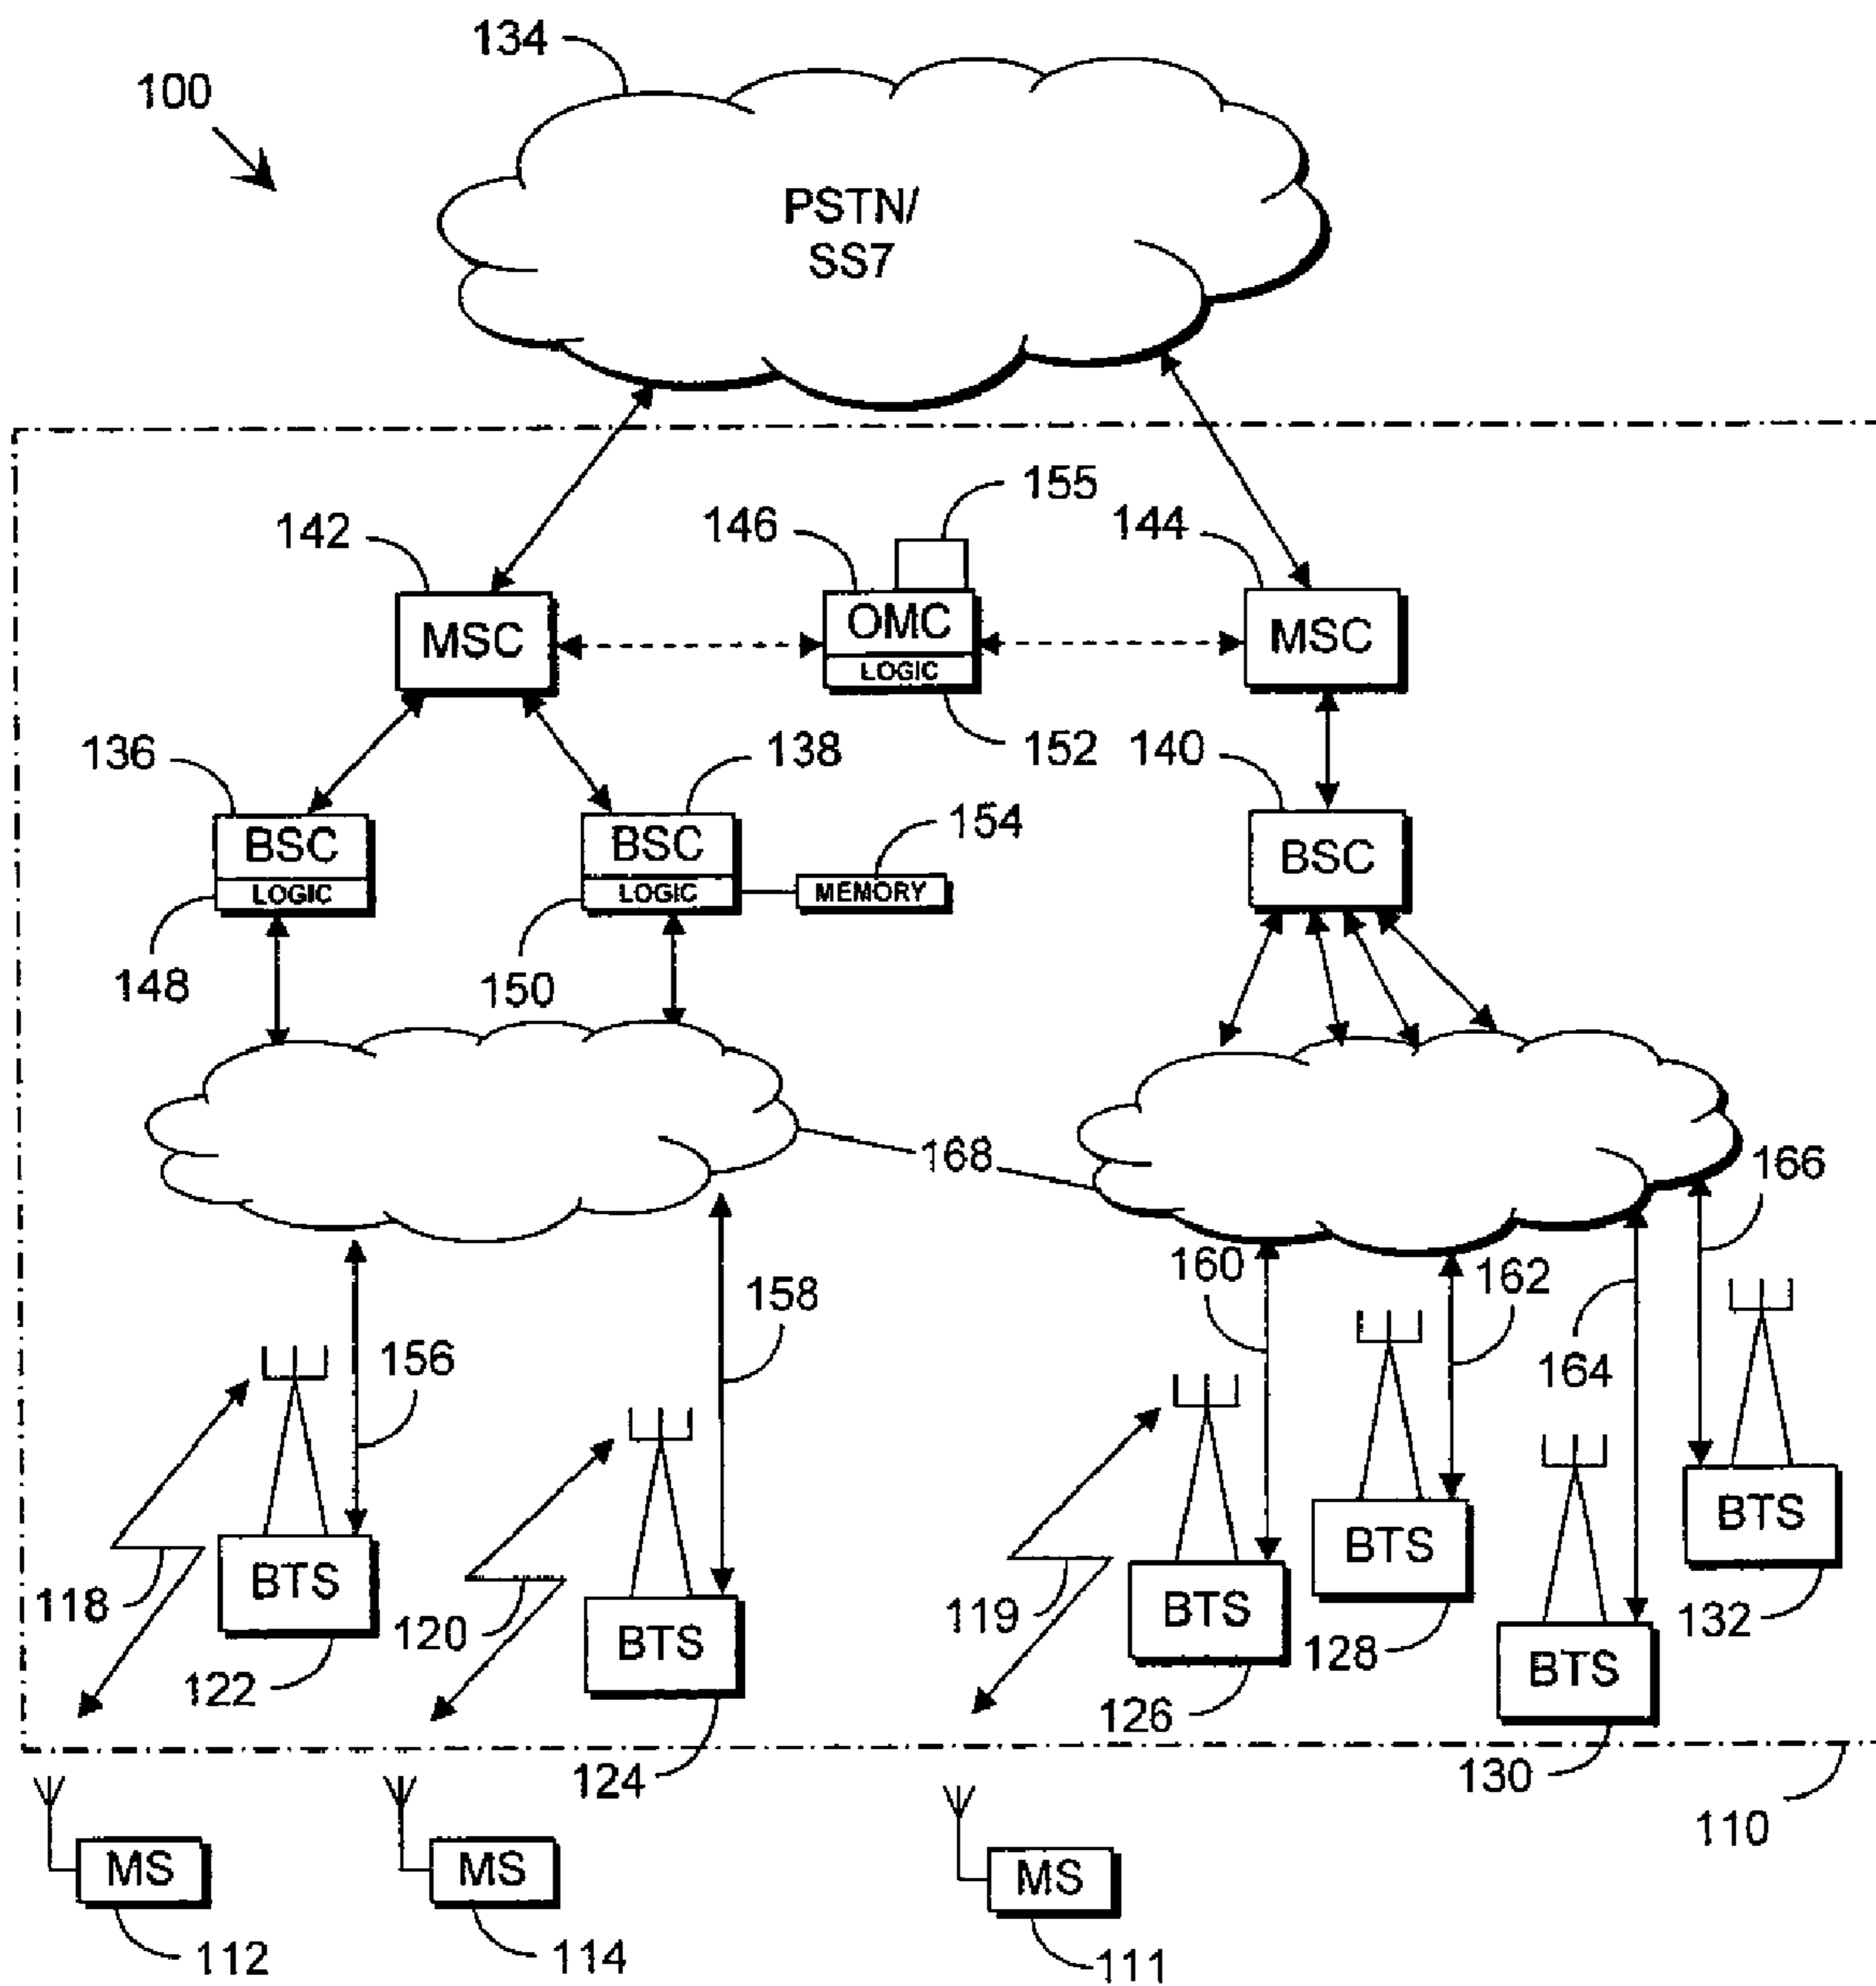 134
100
PSTN/
SS7
155
142
146
144
MSC
OMC
LOGIC
MSC
136
138
152
140
BSC
LOGIC
BSC
LOGIC
154
MEMORY
BSC
148
150
168
166
160
162
158
156
164
BTS
BTS
BTS
BTS
BTS
BTS
118
120
119
128
132
122
126
124
130
110
MS
MS
MS
112
114
111